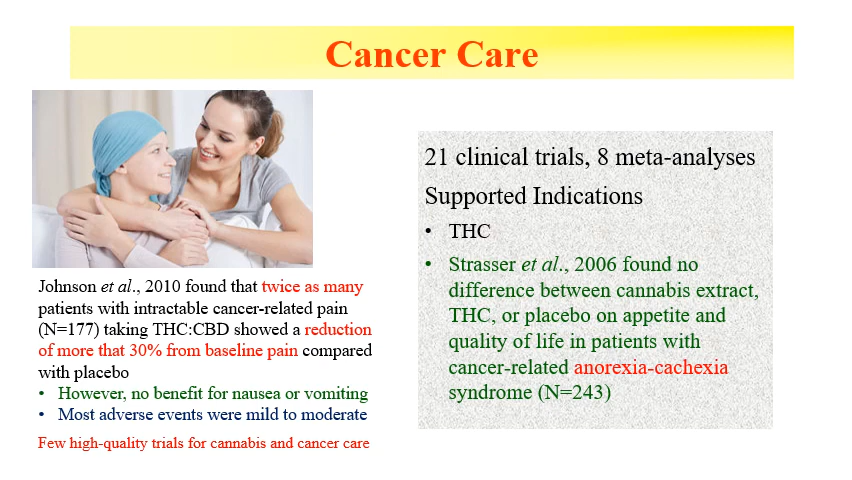 Cancer Care
Johnson et al., 2010 found that twice as many
patients with intractable cancer-related pain
(N=177) taking THC:CBD showed a reduction
of more that 30% from baseline pain compared
with placebo
• However, no benefit for nausea or vomiting
• Most adverse events were mild to moderate
Few high-quality trials for cannabis and cancer care
21 clinical trials, 8 meta-analyses
Supported Indications
• THC
• Strasser et al., 2006 found no
difference between cannabis extract,
THC, or placebo on appetite and
quality of life in patients with
cancer-related anorexia-cachexia
syndrome (N=243)